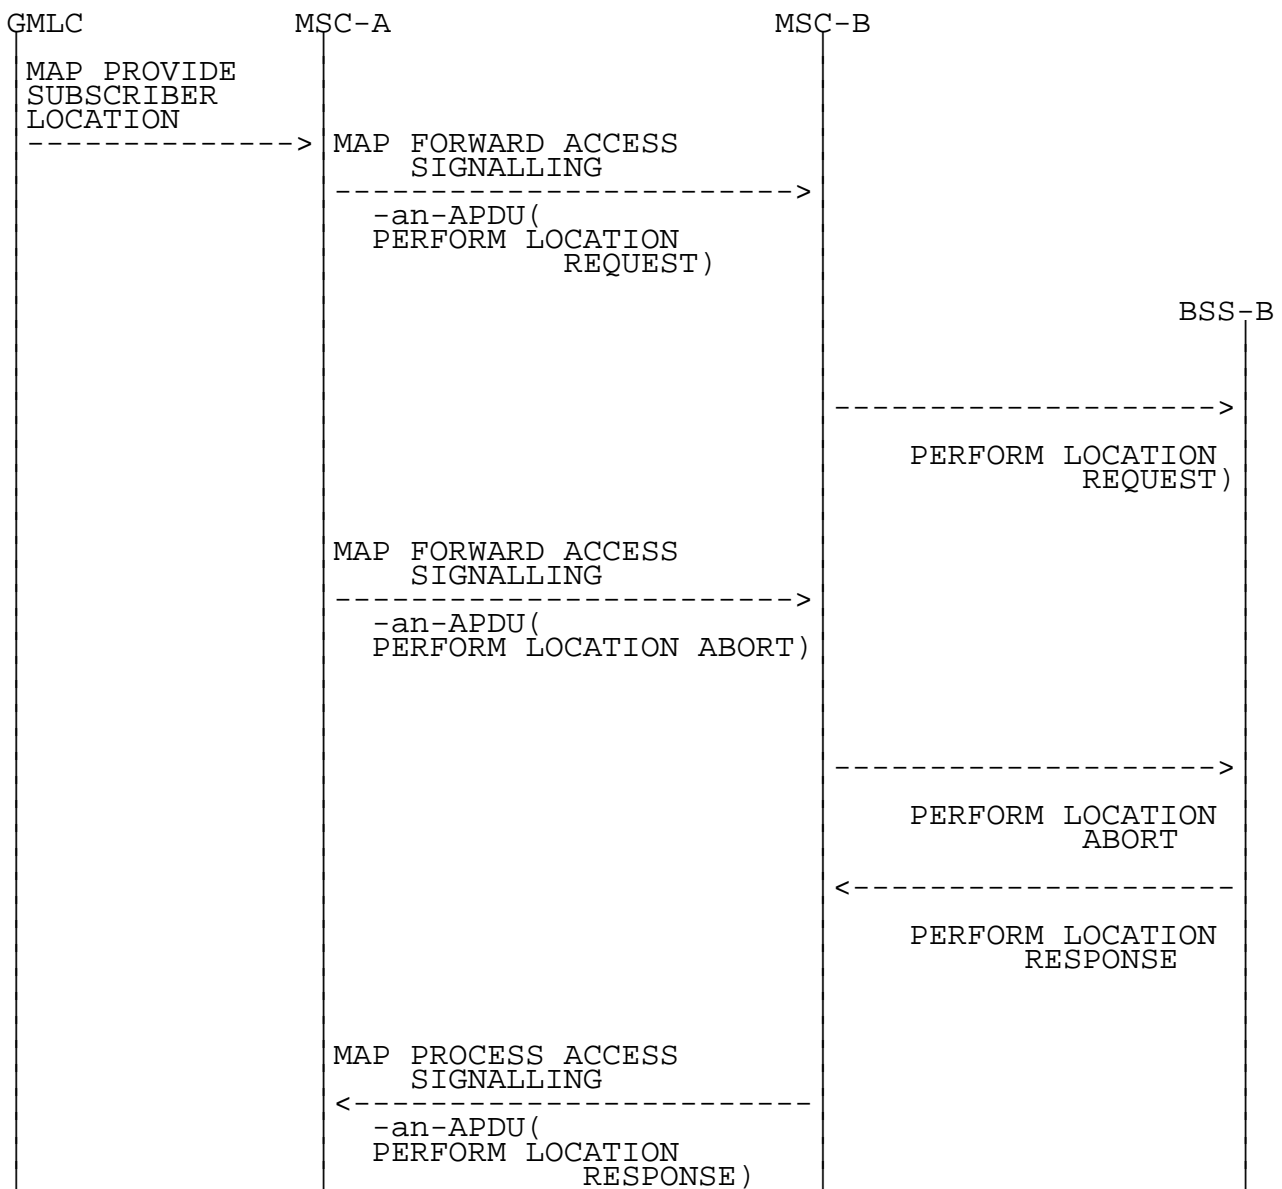 GMLC MSC-A MSC-B
MAP PROVIDE
SUBSCRIBER
LOCATION
MAP FORWARD ACCESS
SIGNALLING
-an-APDU(
PERFORM LOCATION
REQUEST)
BSS-B
PERFORM LOCATION
REQUEST)
MAP FORWARD ACCESS
SIGNALLING
-an-APDU(
PERFORM LOCATION ABORT)
PERFORM LOCATION
ABORT
PERFORM LOCATION
RESPONSE
MAP PROCESS ACCESS
SIGNALLING
-an-APDU(
PERFORM LOCATION
RESPONSE)